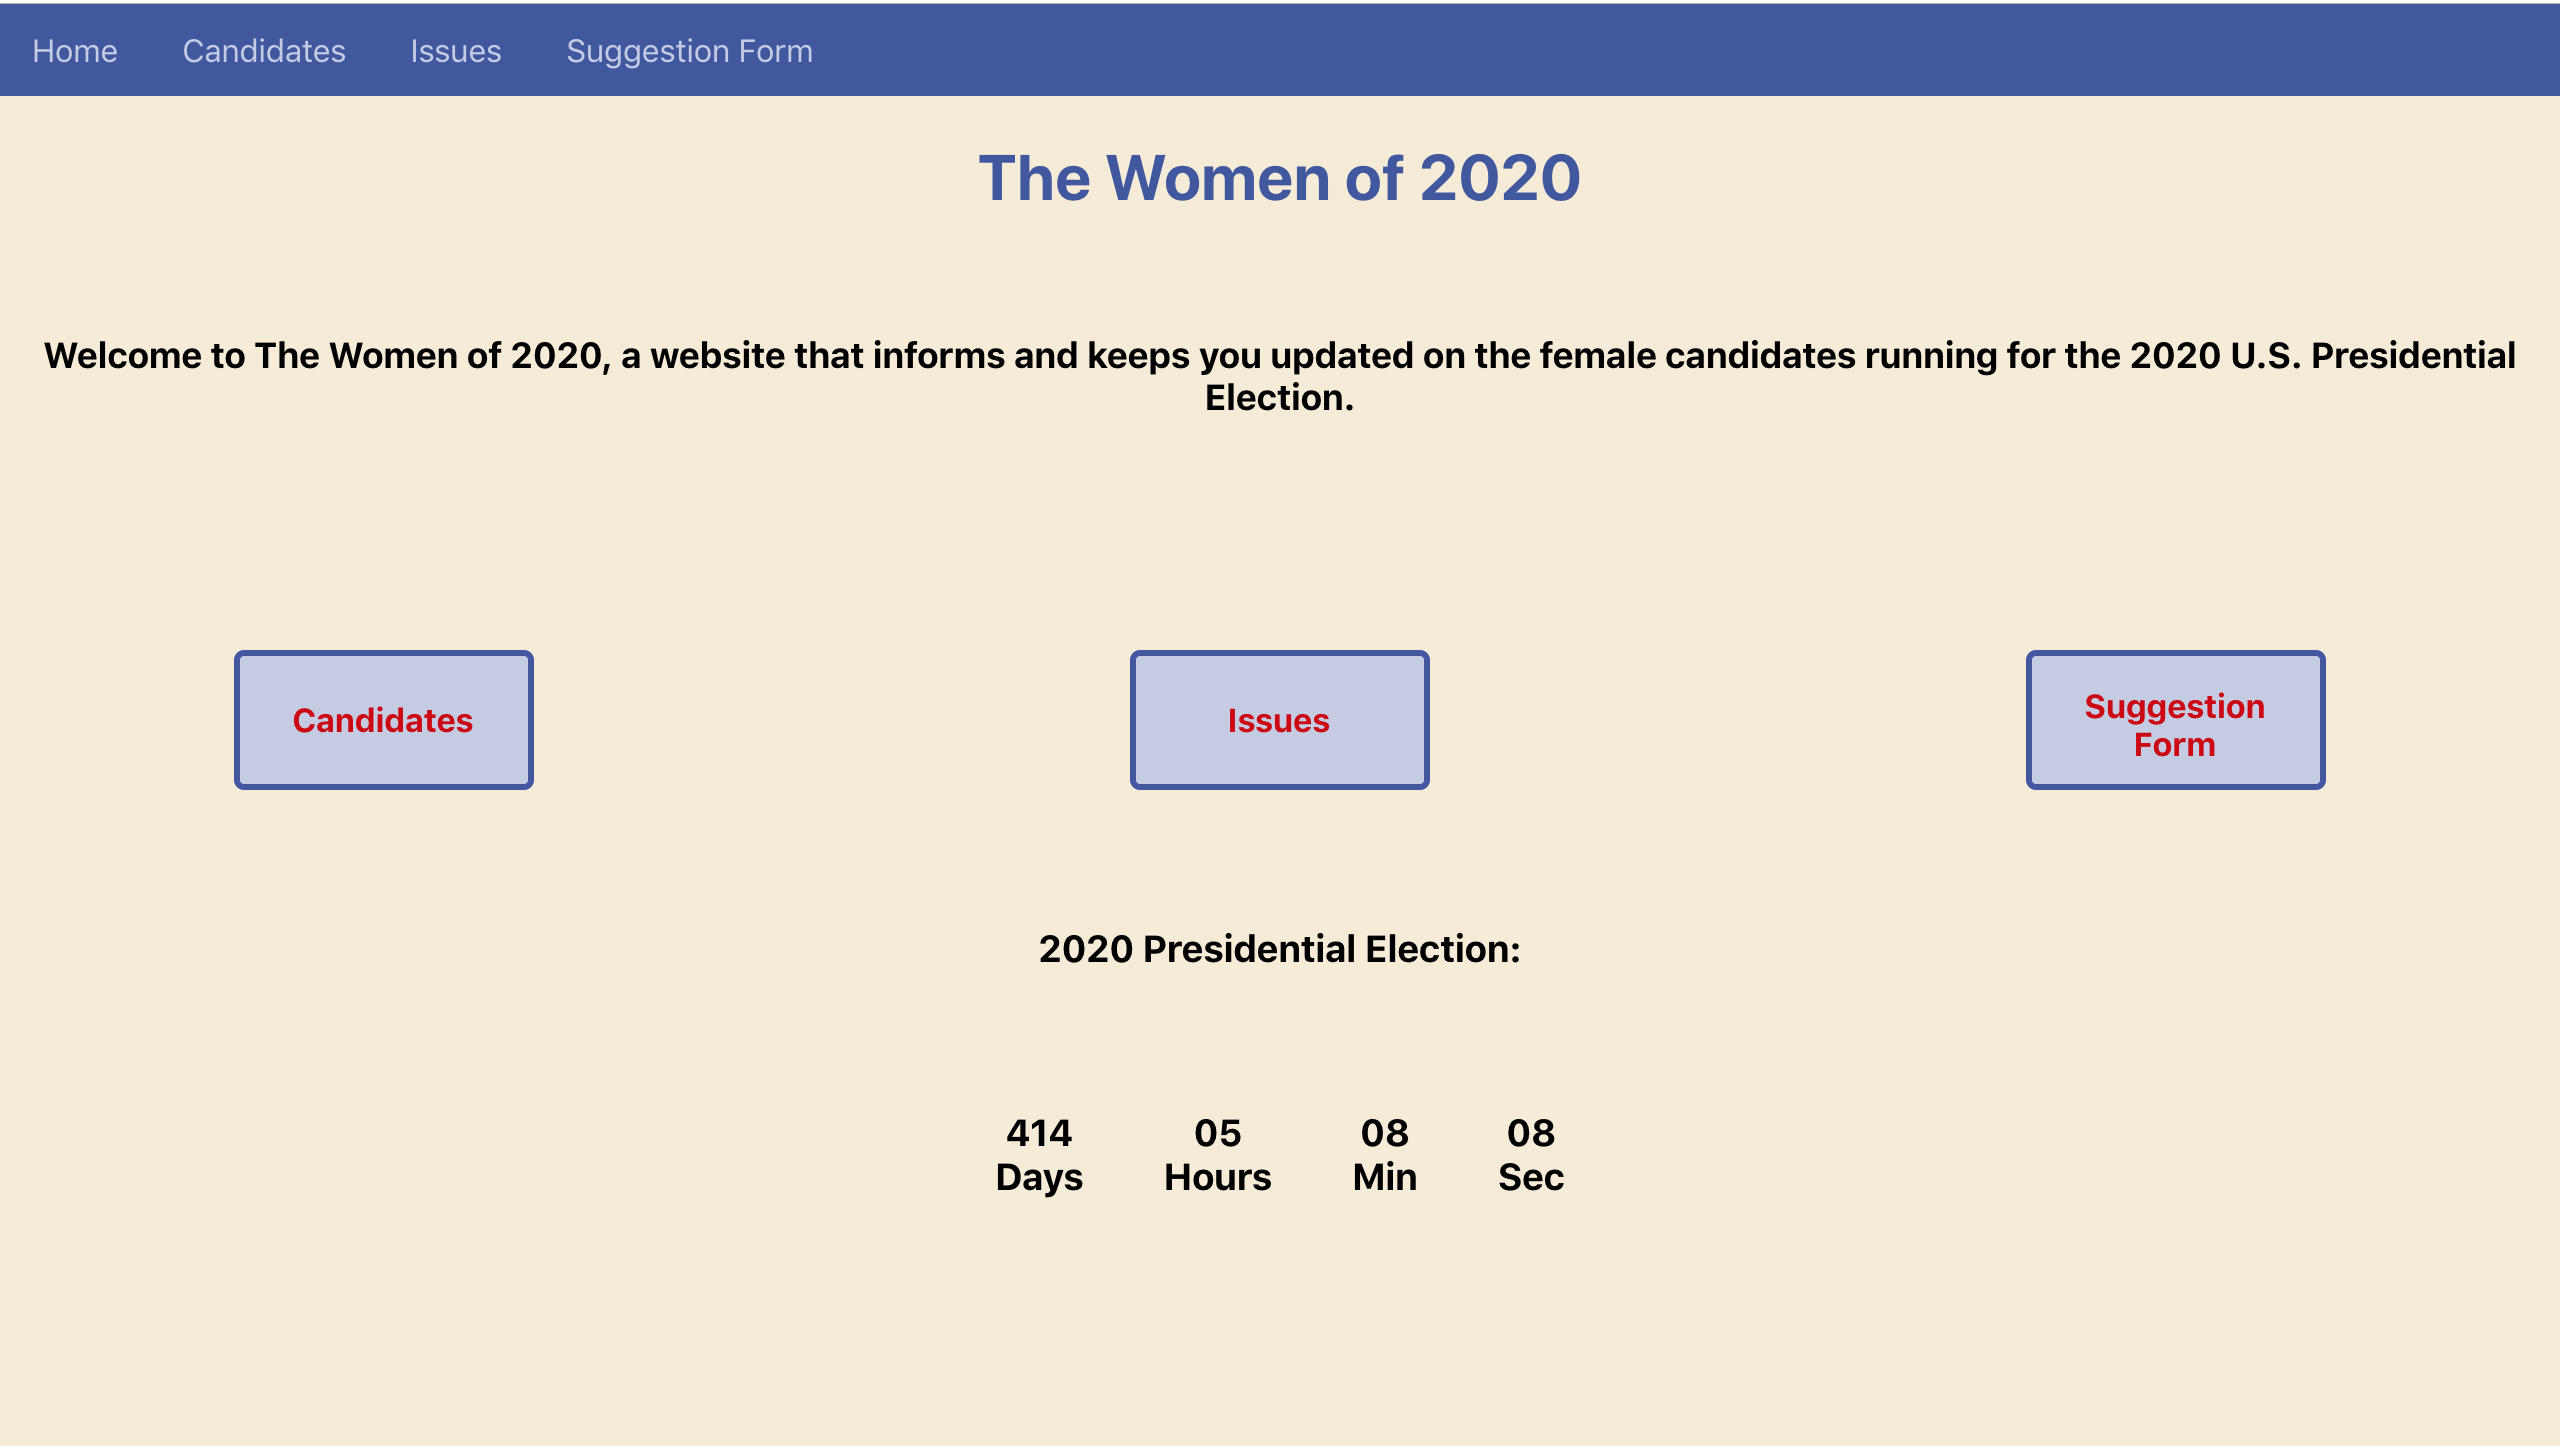 Home Candidates Issues Suggestion Form
The Women of 2020
Welcome to The Women of 2020, a website that informs and keeps you updated on the female candidates running for the 2020 U.S. Presidential
Election.
Candidates
Issues
Suggestion
Form
2020 Presidential Election:
414 05 08 08
Days Hours Min Sec